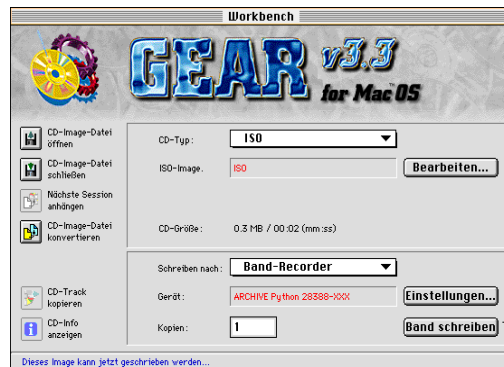 Workbench
GEAR v3.3
for Mac OS
CD-Image-Datei
öffnen
CD-Image-Datei
schließen
Nächste Session
anhängen
CD-Image-Datei
konvertieren
CD-Typ:
ISO
ISO-Image.
ISO
Bearbeiten...
CD-Größe:
0.3 MB / 00:02 (mm:ss)
CD-Track
kopieren
CD-Info
anzeigen
Schreiben nach:
Band-Recorder
Gerät:
ARCHIVE Python 28388-XXX
Einstellungen...
Kopien:
1
Band schreiben
Dieses Image kann jetzt geschrieben werden...